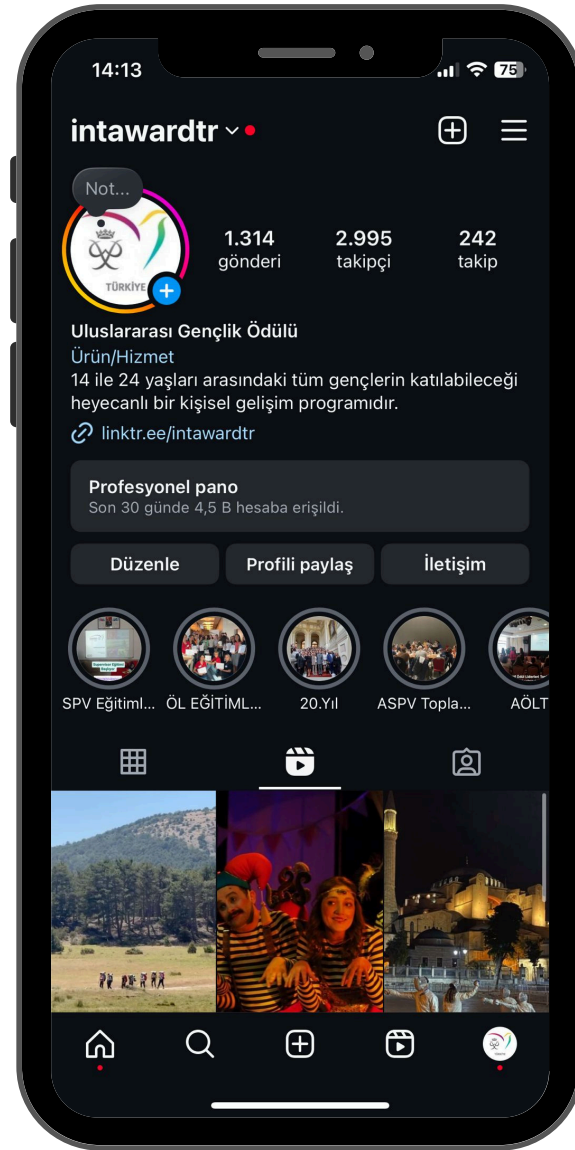 14:13
75
intawardtr
Not...
TÜRKİYE
1.314
gönderi
2.995
takipçi
242
takip
Uluslararası Gençlik Ödülü
Ürün/Hizmet
14 ile 24 yaşları arasındaki tüm gençlerin katılabileceği
heyecanlı bir kişisel gelişim programıdır.
linktr.ee/intawardtr
Profesyonel pano
Son 30 günde 4,5 B hesaba erişildi.
Düzenle
Profili paylaş
İletişim
SPV Eğitiml...
ÖL EĞİTİML...
20.Yıl
ASPV Topla...
AÖLT